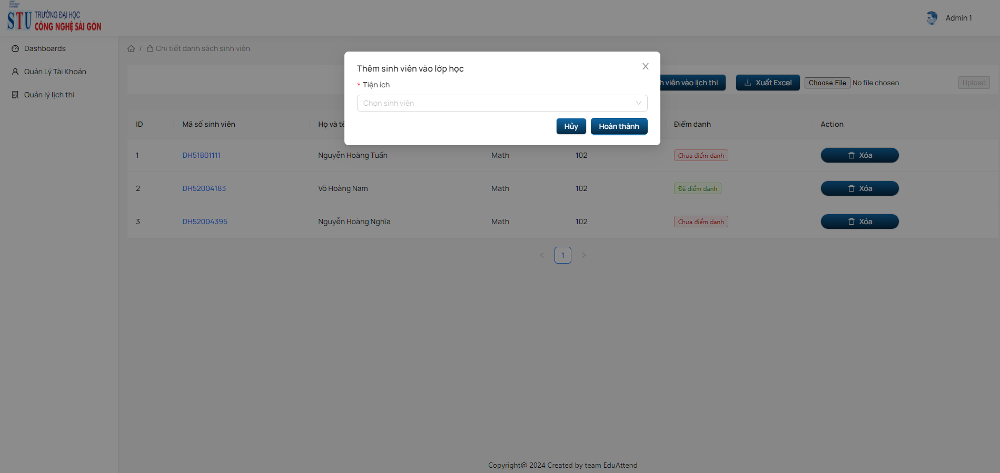 STU TRƯỜNG ĐẠI HỌC
CÔNG NGHỆ SÀI GÒN
Admin 1
Dashboards
Quản Lý Tài Khoản
Quản lý lịch thi
/ Chi tiết danh sách sinh viên
Thêm sinh viên vào lớp học
* Tiện ích
Chọn sinh viên
Hủy Hoàn thành
viên vào lịch thi Xuất Excel Choose File No file chosen Upload
ID Mã số sinh viên Họ và Điểm danh Action
1 DH51801111 Nguyễn Hoàng Tuấn Math 102 Chưa điểm danh Xóa
2 DH52004183 Võ Hoàng Nam Math 102 Đã điểm danh Xóa
3 DH52004395 Nguyễn Hoàng Nghĩa Math 102 Chưa điểm danh Xóa
< 1 >
Copyright@ 2024 Created by team EduAttend